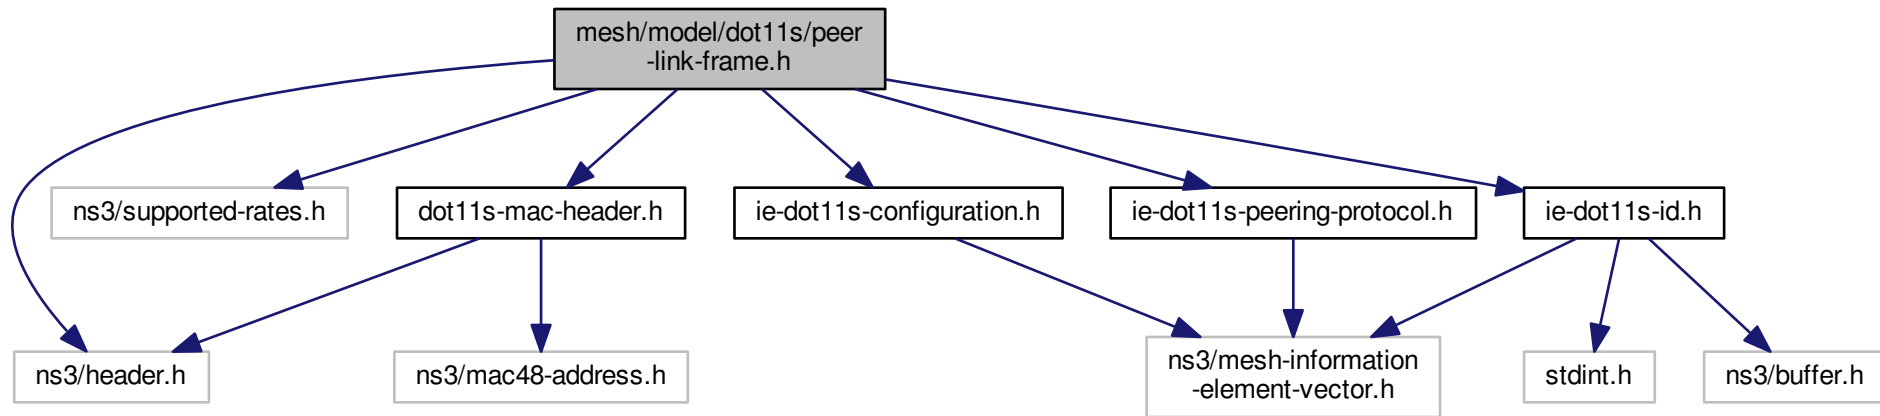 mesh/model/dot11s/peer
-link-frame.h
ns3/supported-rates.h
dot11s-mac-header.h
ie-dot11s-configuration.h
ie-dot11s-peering-protocol.h
ie-dot11s-id.h
ns3/header.h
ns3/mac48-address.h
ns3/mesh-information
-element-vector.h
stdint.h
ns3/buffer.h